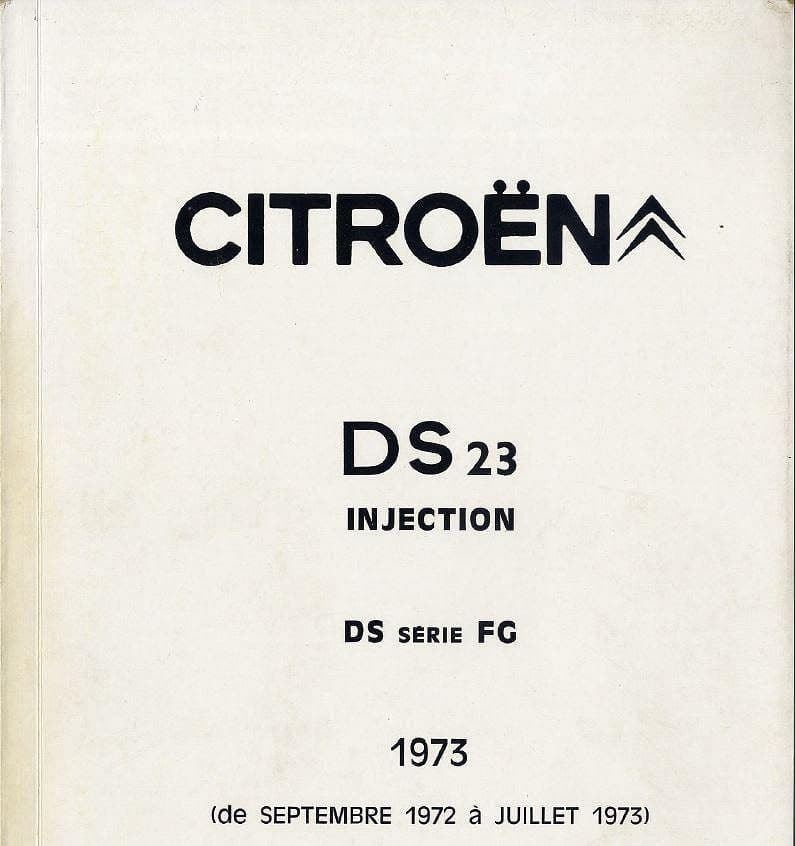 CITROËN
DS 23
INJECTION
DS SÉRIE FG
1973
(de SEPTEMBRE 1972 à JUILLET 1973)